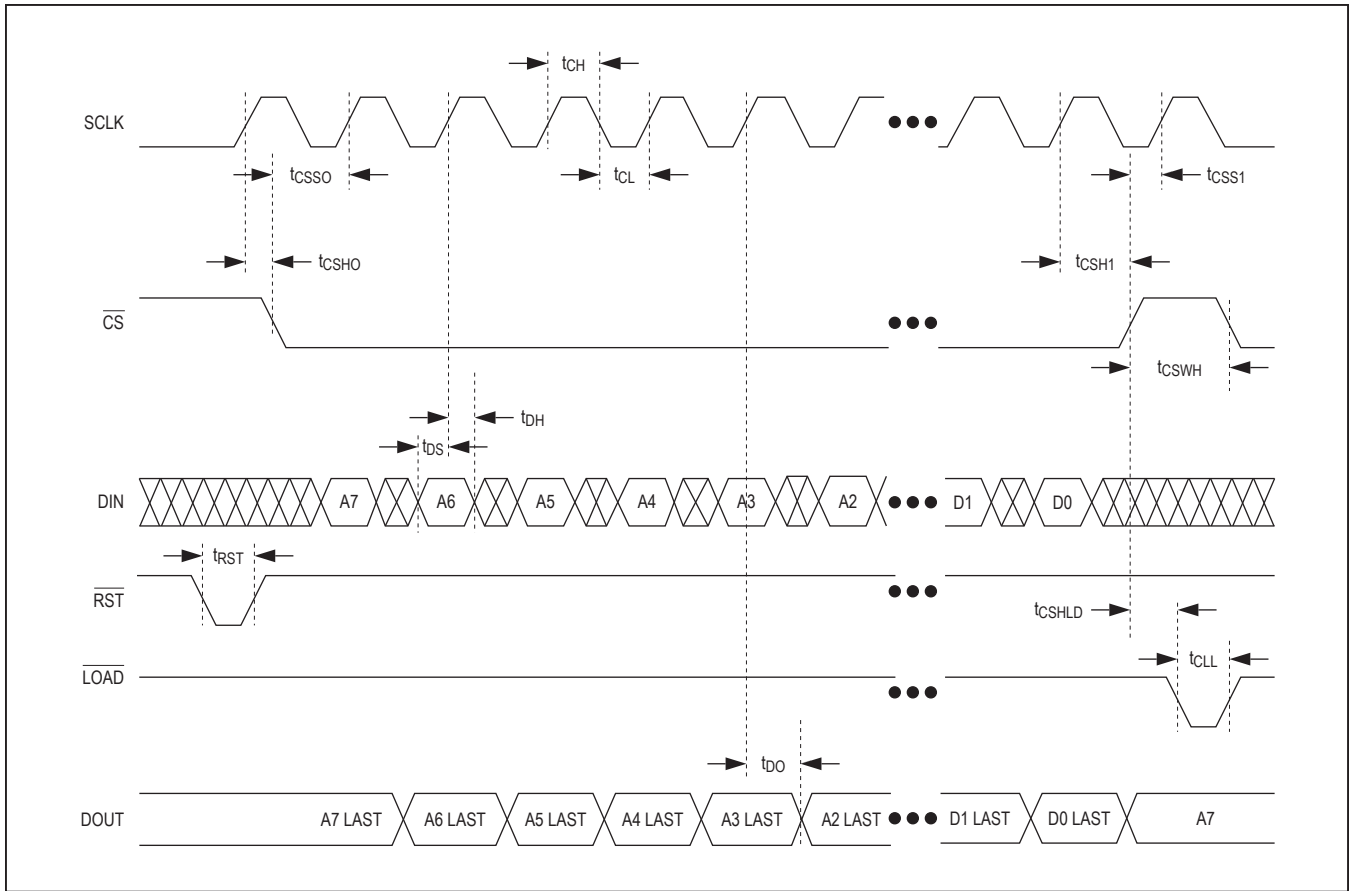 tCH
SCLK
tCSSO
tCL
tCSS1
tCSHO
tCSH1
CS
tCSWH
tDH
tDS
DIN A7 A6 A5 A4 A3 A2 D1 D0
tRST
RST
tCSHLD
tCLL
LOAD
tDO
DOUT A7 LAST A6 LAST A5 LAST A4 LAST A3 LAST A2 LAST D1 LAST D0 LAST A7